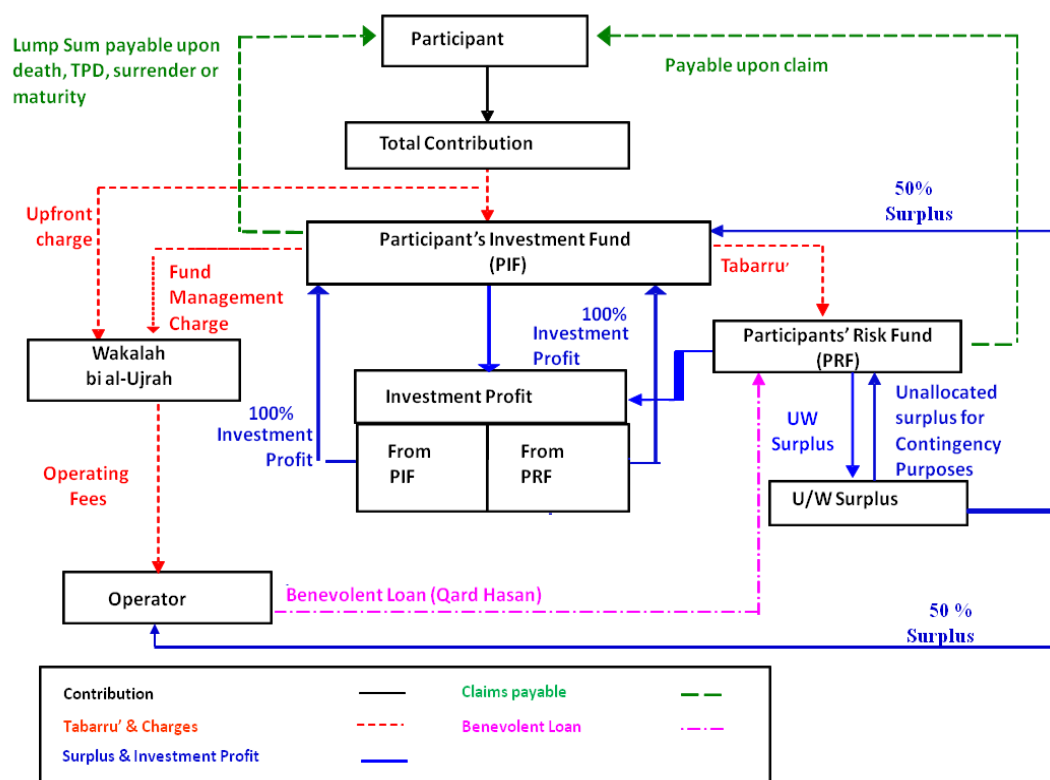 Participant
Lump Sum payable upon
death, TPD, surrender or
maturity
Payable upon claim
Total Contribution
50%
Surplus
Upfront
charge
Participant's Investment Fund
(PIF)
Tabarru'
Fund
Management
Charge
100%
Investment
Profit
Participants' Risk Fund
(PRF)
Wakalah
bi al-Ujrah
Investment Profit
100%
Investment
Profit
From
PIF
From
PRF
UW
Surplus
Unallocated
surplus for
Contingency
Purposes
Operating
Fees
U/W Surplus
Operator
Benevolent Loan (Qard Hasan)
50 %
Surplus
Contribution
Claims payable
Tabarru' & Charges
Benevolent Loan
Surplus & Investment Profit